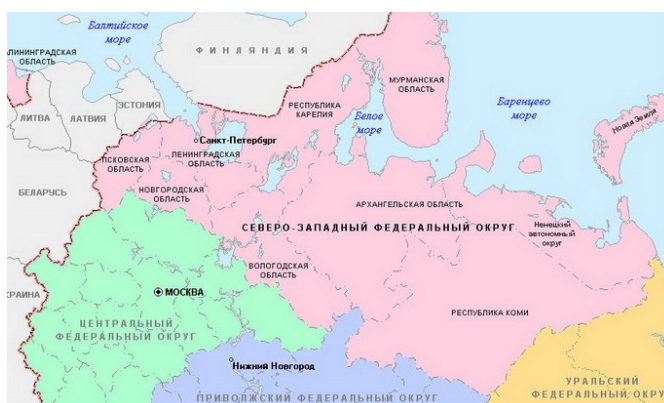 Балтийское
море
ФИНЛЯНДИЯ
КАЛИНИНГРАДСКАЯ
ОБЛАСТЬ
МУРМАНСКАЯ
ОБЛАСТЬ
ЭСТОНИЯ
ЛИТВА
ЛАТВИЯ
РЕСПУБЛИКА
КАРЕЛИЯ
Белое
море
Баренцево
море
Новая Земля
Санкт-Петербург
ПСКОВСКАЯ
ОБЛАСТЬ
ЛЕНИНГРАДСКАЯ
ОБЛАСТЬ
БЕЛАРУСЬ
НОВГОРОДСКАЯ
ОБЛАСТЬ
АРХАНГЕЛЬСКАЯ ОБЛАСТЬ
СЕВЕРО-ЗАПАДНЫЙ ФЕДЕРАЛЬНЫЙ ОКРУГ
Ненецкий
автономный
округ
ВОЛОГОДСКАЯ
ОБЛАСТЬ
КРАИНА
МОСКВА
РЕСПУБЛИКА КОМИ
ЦЕНТРАЛЬНЫЙ
ФЕДЕРАЛЬНЫЙ ОКРУГ
Нижний Новгород
ПРИВОЛЖСКИЙ ФЕДЕРАЛЬНЫЙ ОКРУГ
УРАЛЬСКИЙ
ФЕДЕРАЛЬНЫЙ ОКРУГ